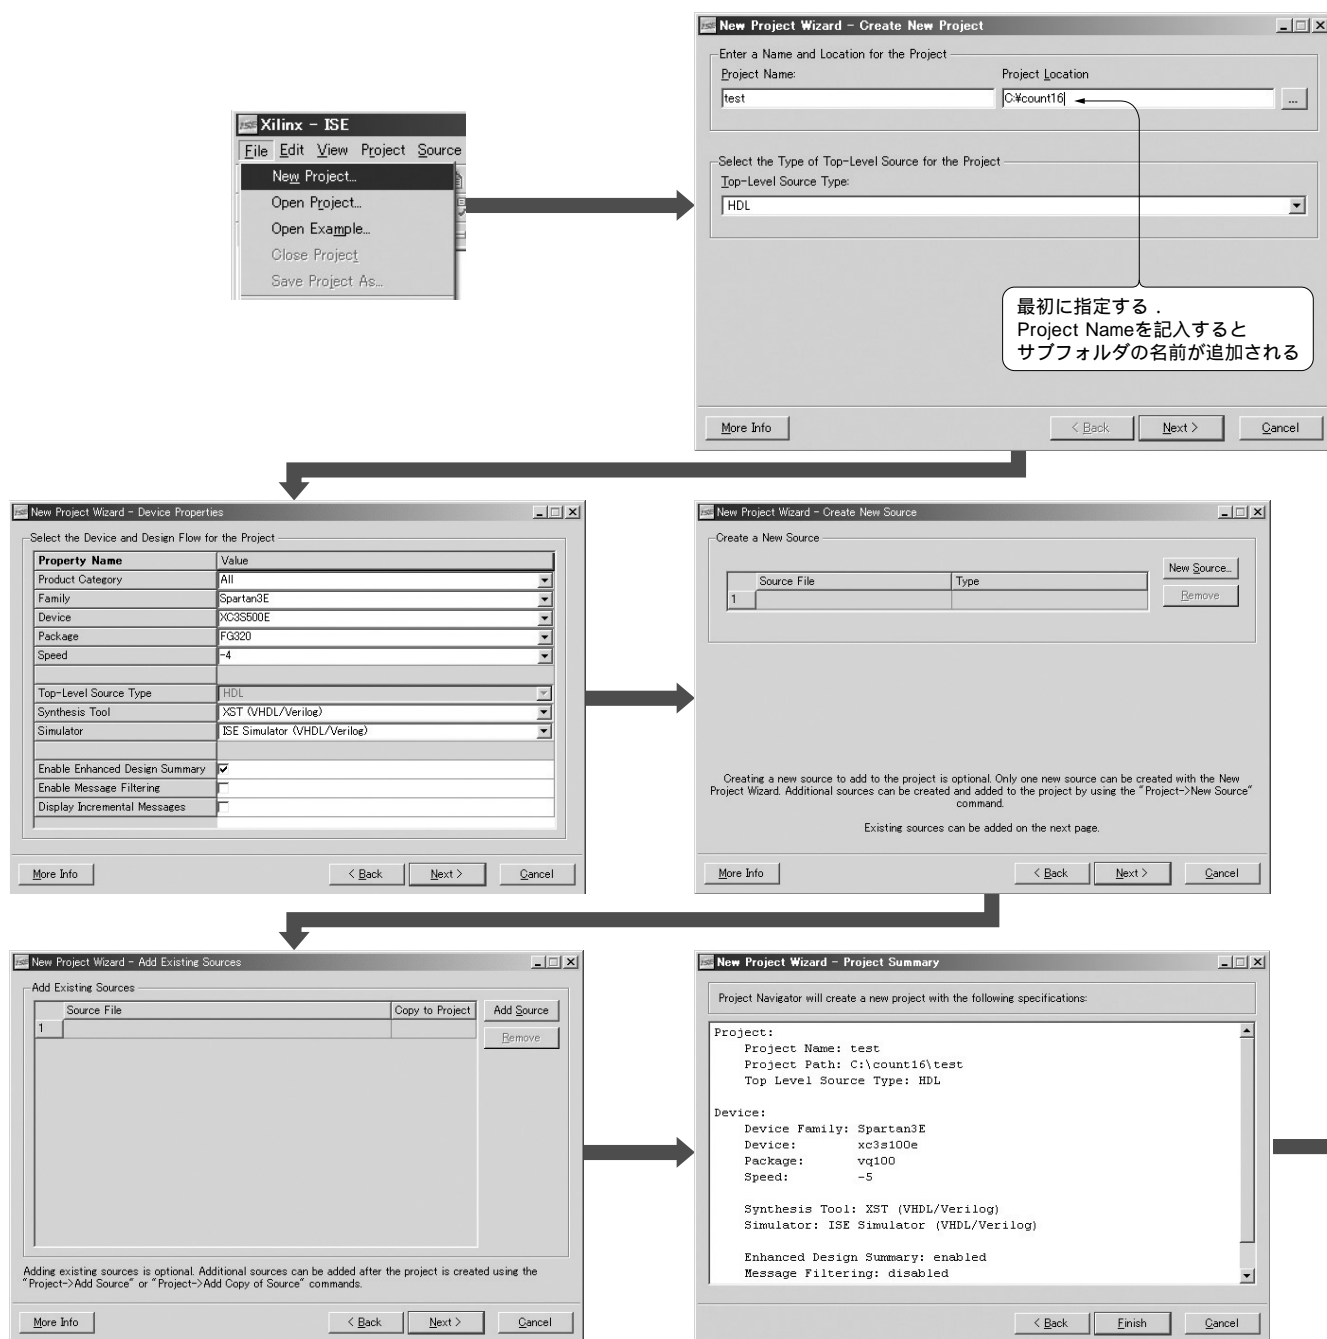 Xilinx - ISE
File Edit View Project Source
New Project...
Open Project...
Open Example...
Close Project
Save Project As...
New Project Wizard - Create New Project
Enter a Name and Location for the Project
Project Name: Project Location
test C:¥count16 ...
Select the Type of Top-Level Source for the Project
Top-Level Source Type:
HDL
最初に指定する．
Project Nameを記入すると
サブフォルダの名前が追加される
More Info < Back Next > Cancel
New Project Wizard - Device Properties
Select the Device and Design Flow for the Project
Property Name Value
Product Category All
Family Spartan3E
Device XC3S500E
Package FG320
Speed -4
Top-Level Source Type HDL
Synthesis Tool XST (VHDL/Verilog)
Simulator ISE Simulator (VHDL/Verilog)
Enable Enhanced Design Summary
Enable Message Filtering
Display Incremental Messages
More Info < Back Next > Cancel
New Project Wizard - Create New Source
Create a New Source
Source File Type
1
New Source...
Remove
Creating a new source to add to the project is optional. Only one new source can be created with the New
Project Wizard. Additional sources can be created and added to the project by using the "Project->New Source"
command.
Existing sources can be added on the next page.
More Info < Back Next > Cancel
New Project Wizard - Add Existing Sources
Add Existing Sources
Source File Copy to Project Add Source
1
Remove
Adding existing sources is optional. Additional sources can be added after the project is created using the
"Project->Add Source" or "Project->Add Copy of Source" commands.
More Info < Back Next > Cancel
New Project Wizard - Project Summary
Project Navigator will create a new project with the following specifications:
Project:
Project Name: test
Project Path: C:\count16\test
Top Level Source Type: HDL
Device:
Device Family: Spartan3E
Device: xc3s100e
Package: vq100
Speed: -5
Synthesis Tool: XST (VHDL/Verilog)
Simulator: ISE Simulator (VHDL/Verilog)
Enhanced Design Summary: enabled
Message Filtering: disabled
< Back Finish Cancel